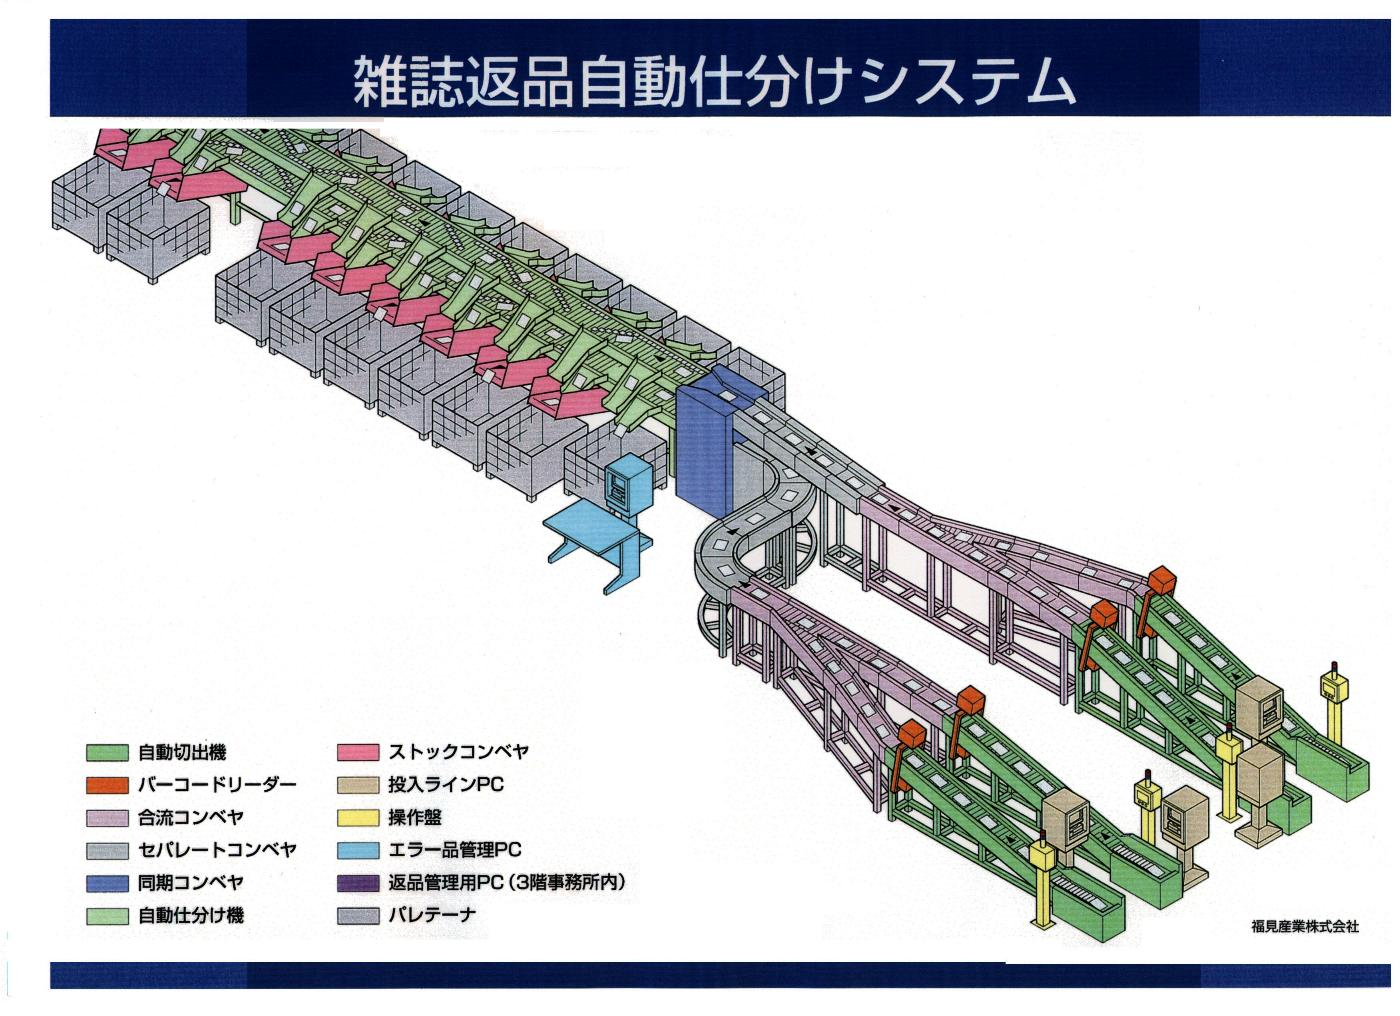 雑誌返品自動仕分けシステム
自動切出機
バーコードリーダー
合流コンベヤ
セパレートコンベヤ
同期コンベヤ
自動仕分け機
ストックコンベヤ
投入ラインPC
操作盤
エラー品管理PC
返品管理用PC（3階事務所内）
パレテーナ
福見産業株式会社